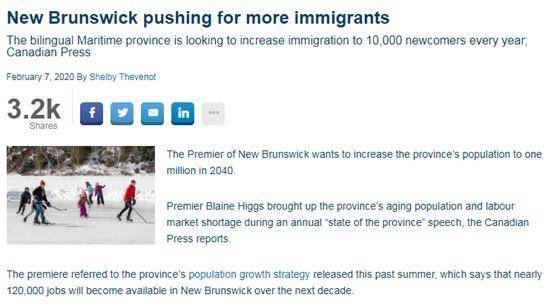 New Brunswick pushing for more immigrants
The bilingual Maritime province is looking to increase immigration to 10,000 newcomers every year;
Canadian Press
February 7, 2020 By Shelby Thevenot
3.2k
Shares
The Premier of New Brunswick wants to increase the province's population to one
million in 2040.
Premier Blaine Higgs brought up the province's aging population and labour
market shortage during an annual "state of the province" speech, the Canadian
Press reports.
The premiere referred to the province's population growth strategy released this past summer, which says that nearly
120,000 jobs will become available in New Brunswick over the next decade.